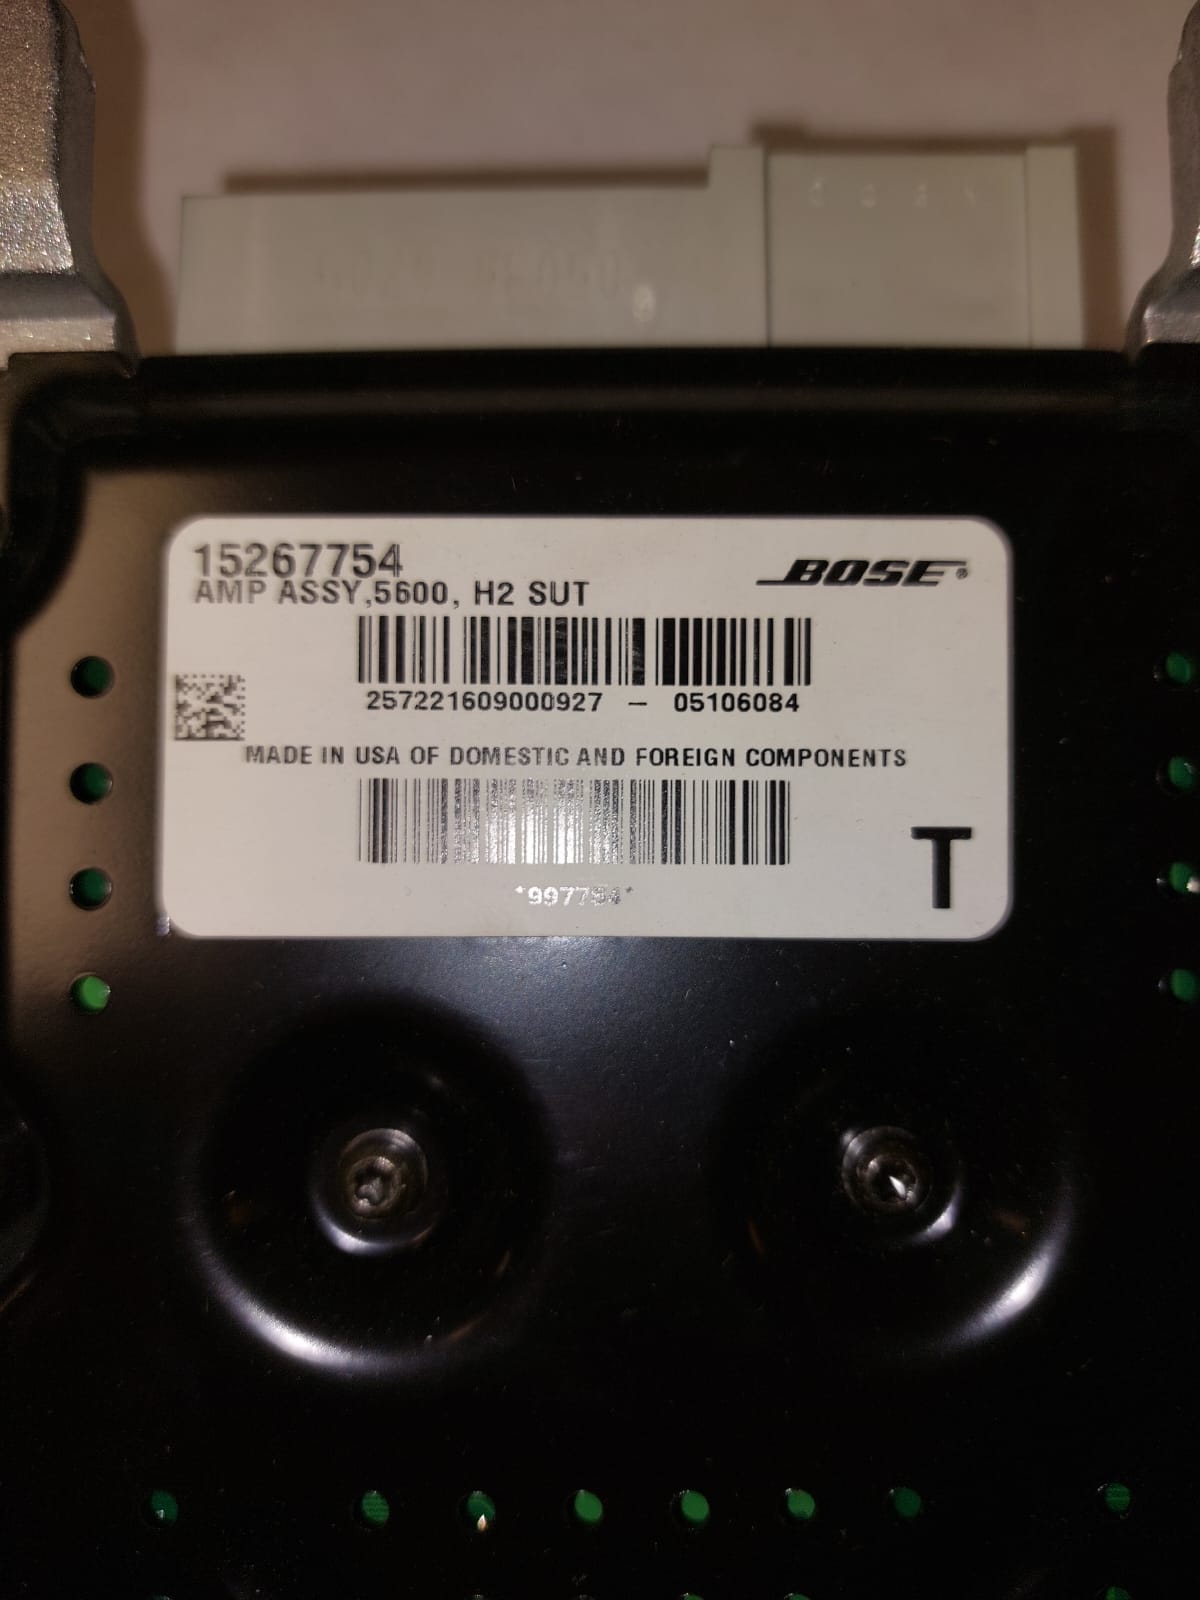 15267754
BOSE®
AMP ASSY,5600, H2 SUT
257221609000927 – 05106084
MADE IN USA OF DOMESTIC AND FOREIGN COMPONENTS
T
*997754*